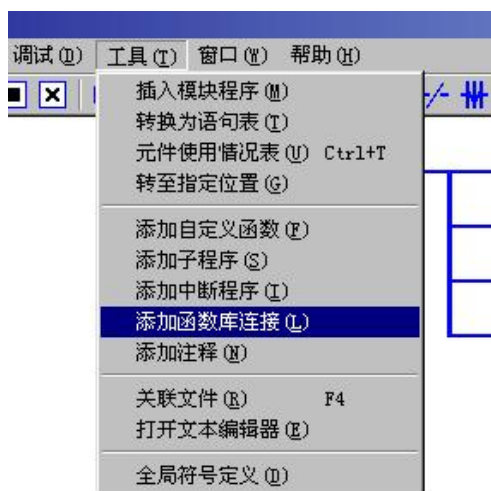 调试(D) 工具(T) 窗口(W) 帮助(H)
插入模块程序(M)
转换为语句表(T)
元件使用情况表(U) Ctrl+T
转至指定位置(G)
添加自定义函数(F)
添加子程序(S)
添加中断程序(I)
添加函数库连接(L)
添加注释(N)
关联文件(R) F4
打开文本编辑器(E)
全局符号定义(D)